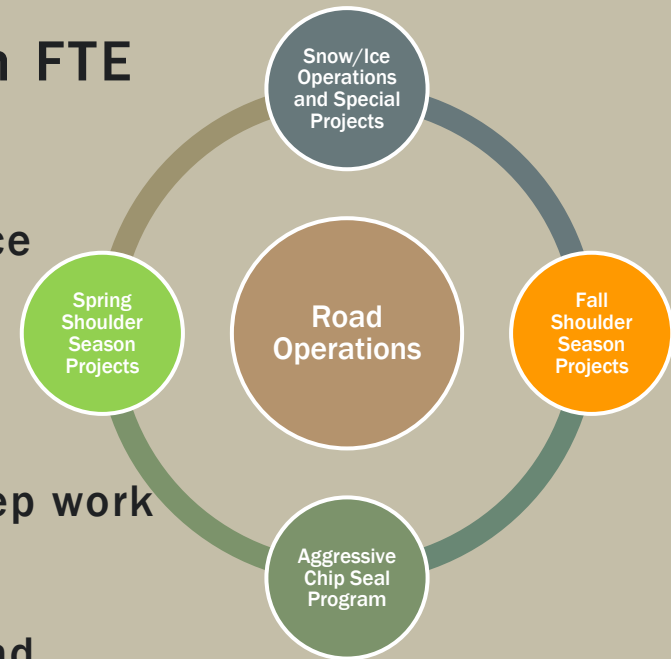 n FTE
ce
ep work
nd
Snow/Ice
Operations
and Special
Projects
Spring
Shoulder
Season
Projects
Road
Operations
Fall
Shoulder
Season
Projects
Aggressive
Chip Seal
Program